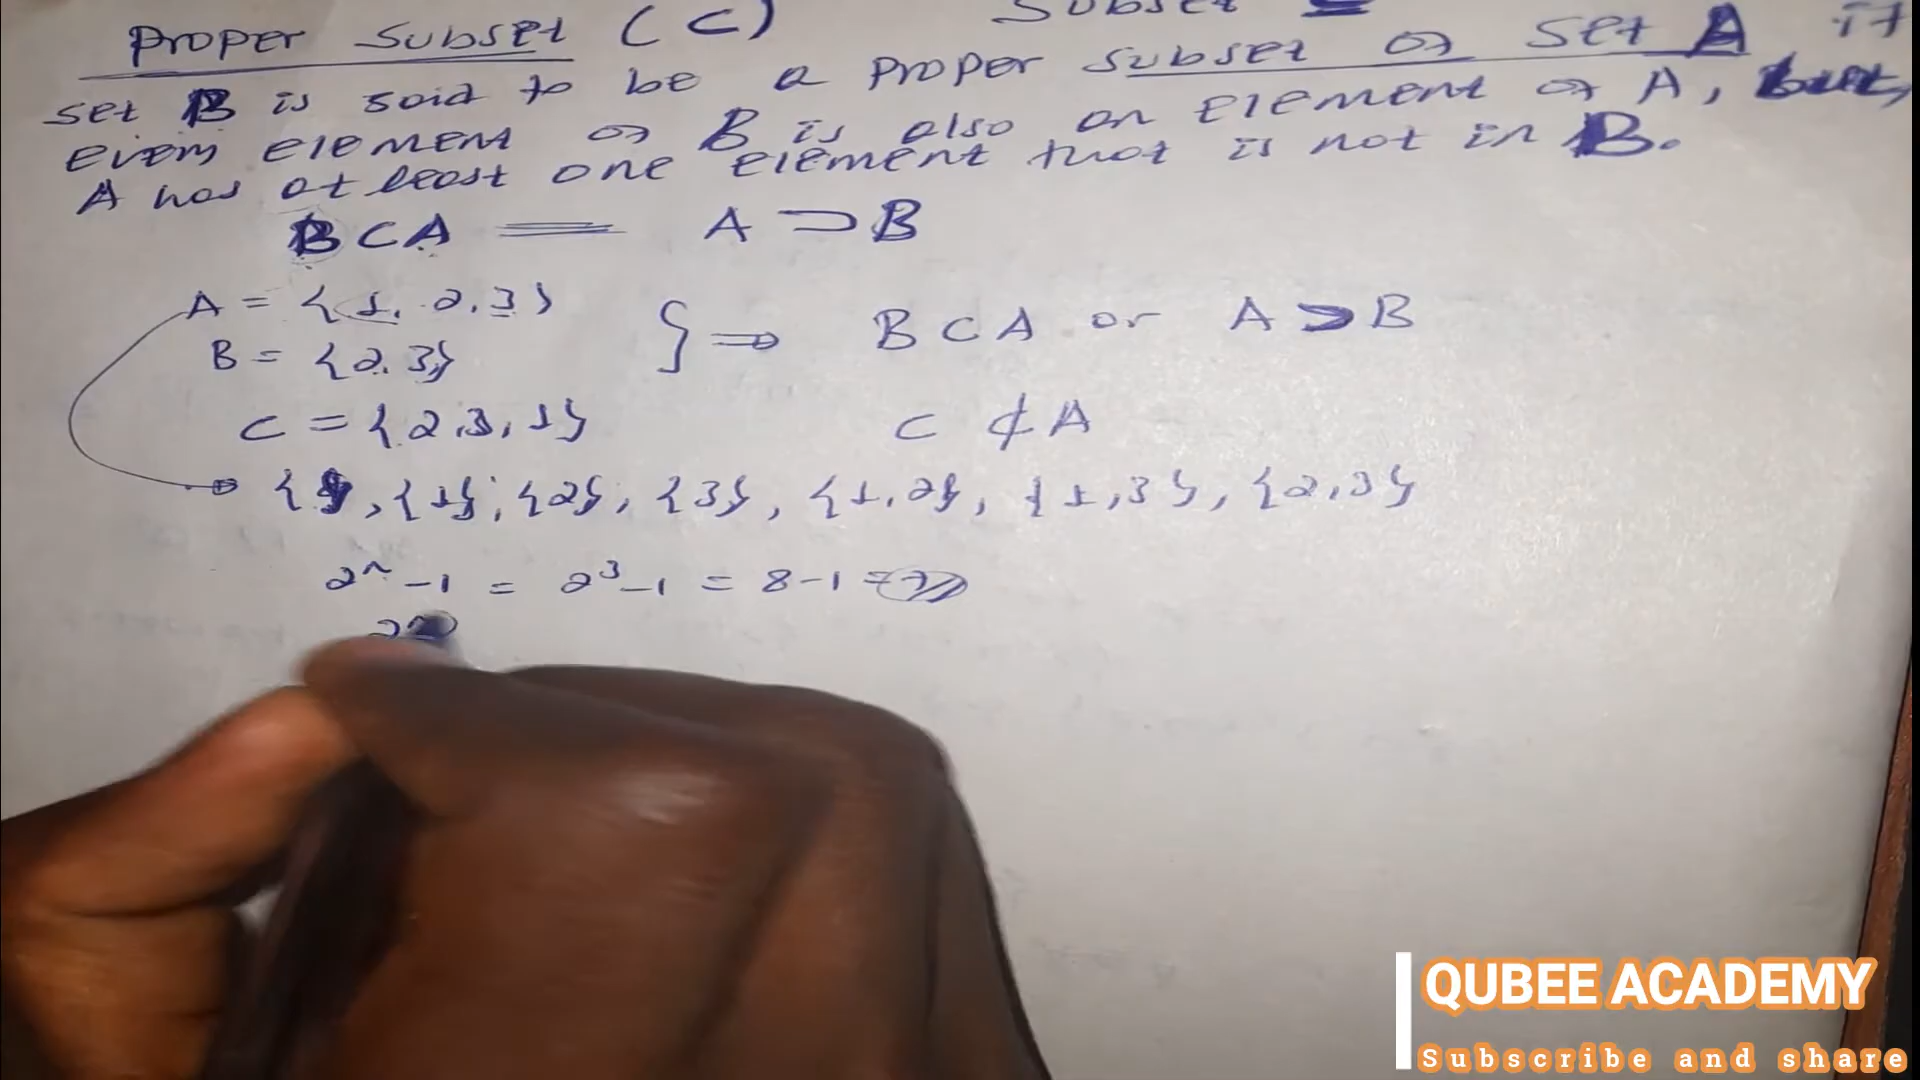 Proper Subset (⊂) Subset ⊆
set B is said to be a proper subset of set A if
every element of B is also an element of A, but,
A has at least one element that is not in B.
B⊂A = A⊃B
A = {1, 2, 3}
B = {2, 3} } ⇒ B⊂A or A⊃B
C = {2, 3, 1} C ⊄ A
→ { }, {1}, {2}, {3}, {1, 2}, {1, 3}, {2, 3}
2ⁿ - 1 = 2³ - 1 = 8 - 1 = 7
QUBEE ACADEMY
Subscribe and share